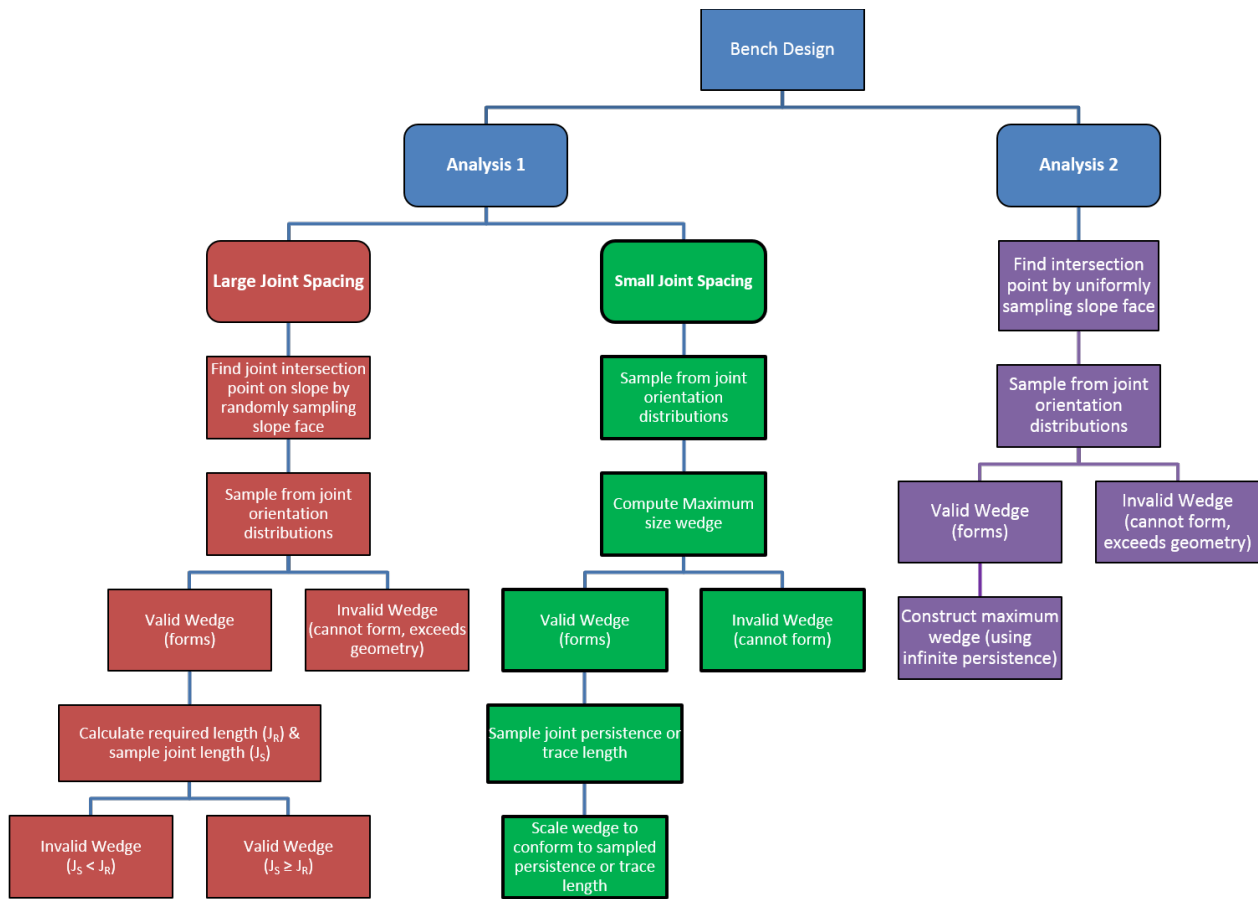 Bench Design
Analysis 1
Analysis 2
Large Joint Spacing
Find joint intersection
point on slope by
randomly sampling
slope face
Sample from joint
orientation
distributions
Valid Wedge
(forms)
Invalid Wedge
(cannot form, exceeds
geometry)
Calculate required length (J_R) &
sample joint length (J_S)
Invalid Wedge
(J_S < J_R)
Valid Wedge
(J_S ≥ J_R)
Small Joint Spacing
Sample from joint
orientation
distributions
Compute Maximum
size wedge
Valid Wedge
(forms)
Invalid Wedge
(cannot form)
Sample joint persistence or
trace length
Scale wedge to
conform to sampled
persistence or trace
length
Find intersection
point by uniformly
sampling slope face
Sample from joint
orientation
distributions
Valid Wedge
(forms)
Invalid Wedge
(cannot form,
exceeds geometry)
Construct maximum
wedge (using
infinite persistence)